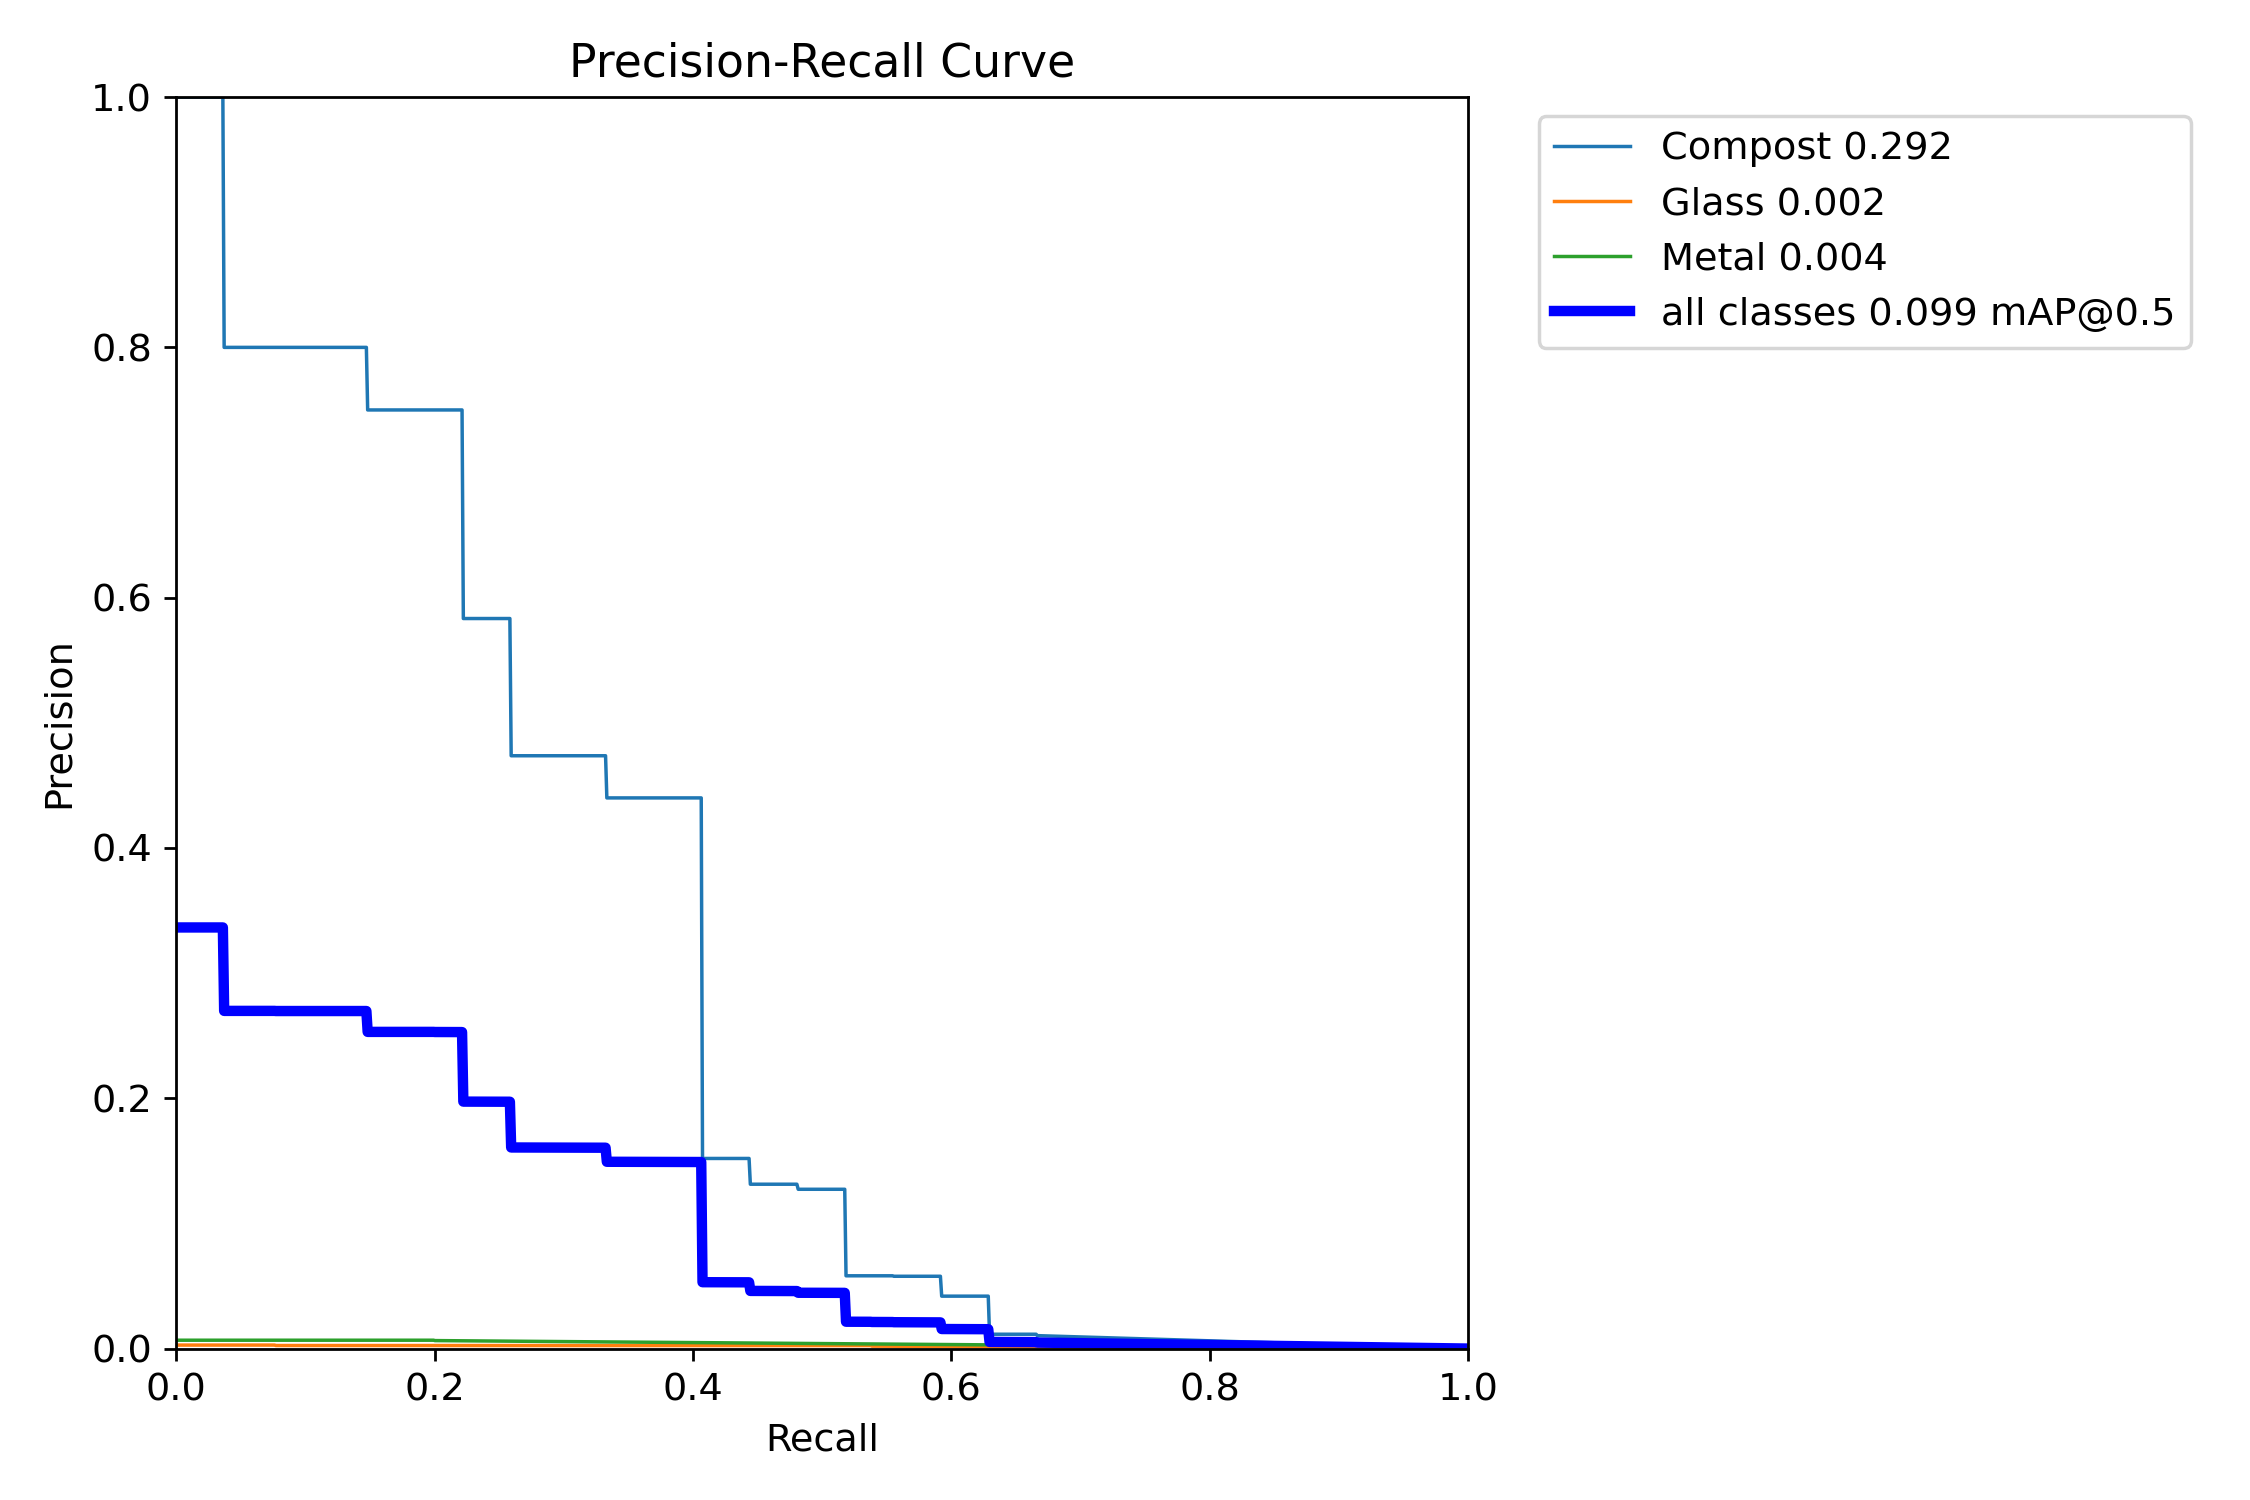 Precision-Recall Curve
1.0
0.8
0.6
0.4
0.2
0.0
Precision
0.0 0.2 0.4 0.6 0.8 1.0
Recall
Compost 0.292
Glass 0.002
Metal 0.004
all classes 0.099 mAP@0.5